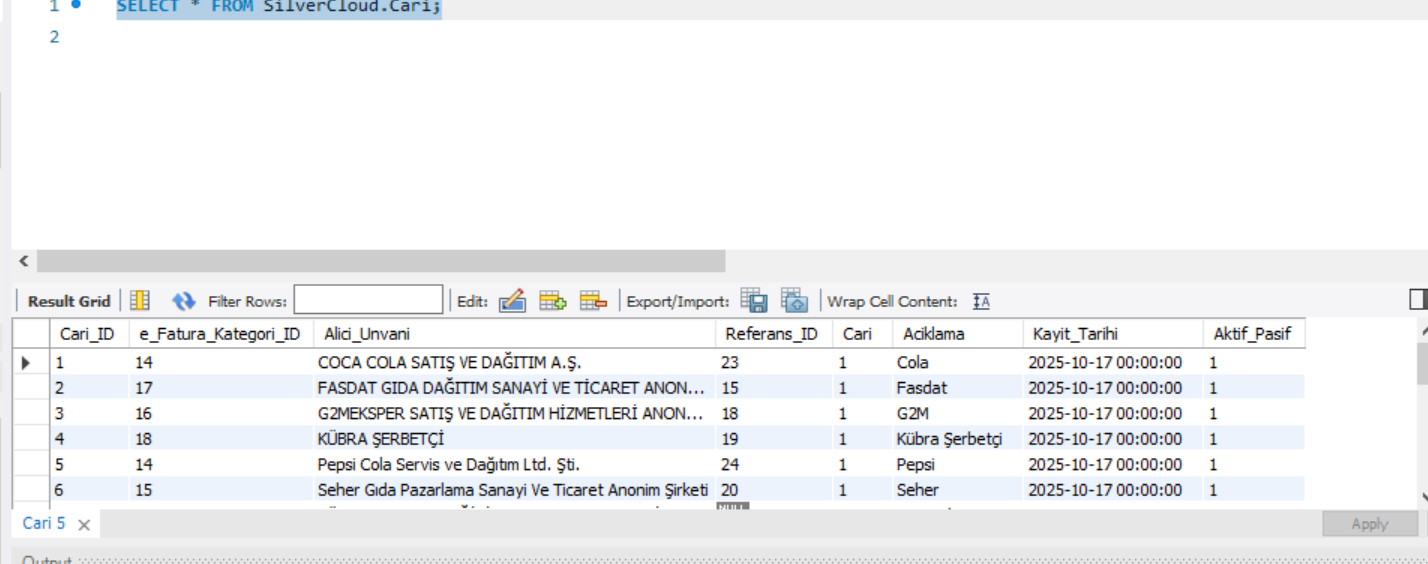 1 SELECT * FROM SilverCloud.Cari;
2
Result Grid Filter Rows: Edit: Export/Import: Wrap Cell Content: IA
Cari_ID e_Fatura_Kategori_ID Alici_Unvani Referans_ID Cari Aciklama Kayit_Tarihi Aktif_Pasif
1 14 COCA COLA SATIŞ VE DAĞITIM A.Ş. 23 1 Cola 2025-10-17 00:00:00 1
2 17 FASDAT GIDA DAĞITIM SANAYİ VE TİCARET ANON... 15 1 Fasdat 2025-10-17 00:00:00 1
3 16 G2MEKSPER SATIŞ VE DAĞITIM HİZMETLERİ ANON... 18 1 G2M 2025-10-17 00:00:00 1
4 18 KÜBRA ŞERBETÇİ 19 1 Kübra Şerbetçi 2025-10-17 00:00:00 1
5 14 Pepsi Cola Servis ve Dağıtım Ltd. Şti. 24 1 Pepsi 2025-10-17 00:00:00 1
6 15 Seher Gıda Pazarlama Sanayi Ve Ticaret Anonim Şirketi 20 1 Seher 2025-10-17 00:00:00 1
NULL
Cari 5 Apply
Output